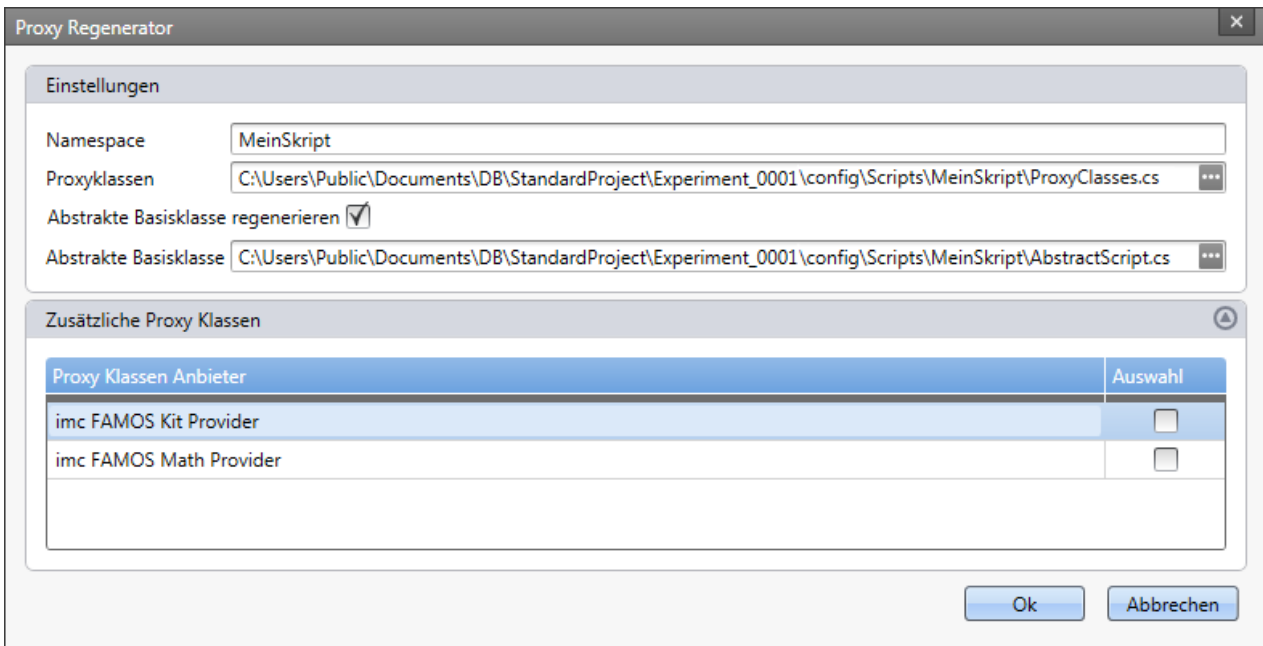 Proxy Regenerator
Einstellungen
Namespace MeinSkript
Proxyklassen C:\Users\Public\Documents\DB\StandardProject\Experiment_0001\config\Scripts\MeinSkript\ProxyClasses.cs
Abstrakte Basisklasse regenerieren
Abstrakte Basisklasse C:\Users\Public\Documents\DB\StandardProject\Experiment_0001\config\Scripts\MeinSkript\AbstractScript.cs
Zusätzliche Proxy Klassen
Proxy Klassen Anbieter Auswahl
imc FAMOS Kit Provider
imc FAMOS Math Provider
Ok Abbrechen